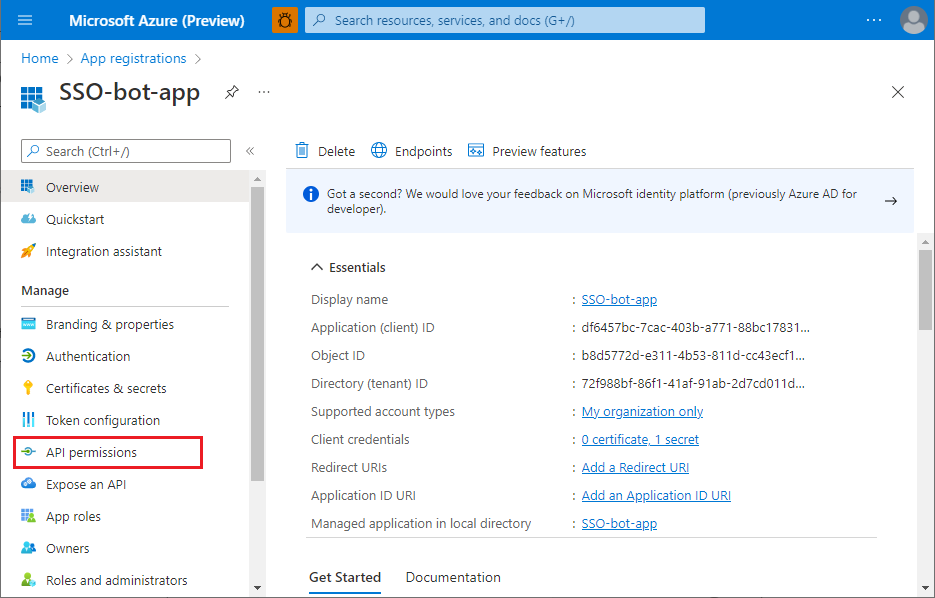 Microsoft Azure (Preview)
Search resources, services, and docs (G+/)
Home > App registrations >
SSO-bot-app
Search (Ctrl+/)
Overview
Quickstart
Integration assistant
Manage
Branding & properties
Authentication
Certificates & secrets
Token configuration
API permissions
Expose an API
App roles
Owners
Roles and administrators
Delete
Endpoints
Preview features
Got a second? We would love your feedback on Microsoft identity platform (previously Azure AD for
developer).
Essentials
Display name : SSO-bot-app
Application (client) ID : df6457bc-7cac-403b-a771-88bc17831...
Object ID : b8d5772d-e311-4b53-811d-cc43ecf1...
Directory (tenant) ID : 72f988bf-86f1-41af-91ab-2d7cd011d...
Supported account types : My organization only
Client credentials : 0 certificate, 1 secret
Redirect URIs : Add a Redirect URI
Application ID URI : Add an Application ID URI
Managed application in local directory : SSO-bot-app
Get Started
Documentation